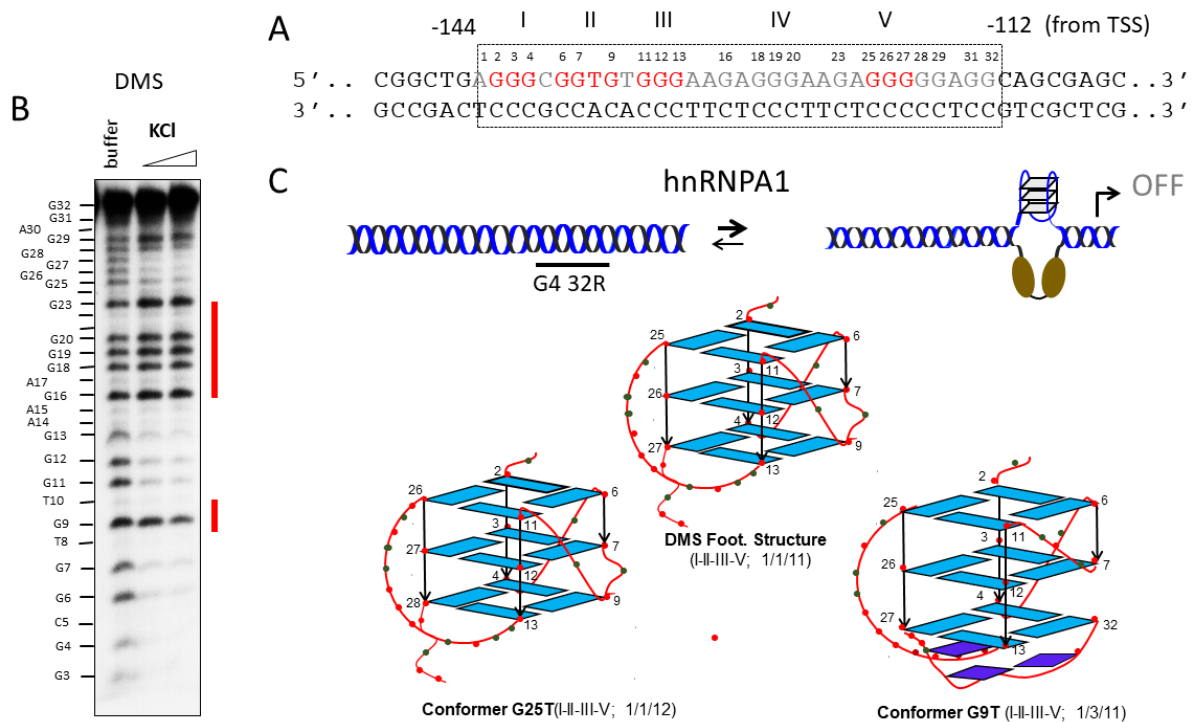 A
-144
I
II
III
IV
V
-112 (from TSS)
1 2 3 4 6 7 9 11 12 13 16 18 19 20 23 25 26 27 31 32
5′.. CGGCTGAGGGCGGTGTGGGAAGAGGGAAGAGGGGGAGGCAGCGAGC..3′
3′.. GCCGACTCCCGCCACACCCTTCTCCCTTCTCCCCCTCCGTCGCTCG..3′
DMS
B
buffer
KCl
G32
G31
A30
G29
G28
G27
G26
G25
G23
G20
G19
G18
A17
G16
A15
A14
G13
G12
G11
T10
G9
T8
G7
G6
C5
G4
G3
C
hnRNPA1
OFF
G4 32R
2
25
6
11
3
26
7
12
4
27
9
13
DMS Foot. Structure
(I-II-III-V; 1/1/11)
2
26
6
3
11
27
7
4
12
28
9
13
Conformer G25T(I-II-III-V; 1/1/12)
2
25
6
3
11
26
7
4
12
27
32
13
Conformer G9T(I-II-III-V; 1/3/11)